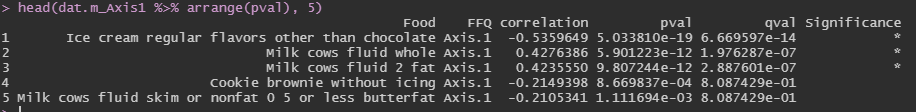 > head(dat.m_Axis1 %>% arrange(pval), 5)
Food FFQ correlation pval qval Significance
1 Ice cream regular flavors other than chocolate Axis.1 -0.5359649 5.033810e-19 6.669597e-14 *
2 Milk cows fluid whole Axis.1 0.4276386 5.901223e-12 1.976287e-07 *
3 Milk cows fluid 2 fat Axis.1 0.4235550 9.807244e-12 2.887601e-07 *
4 Cookie brownie without icing Axis.1 -0.2149398 8.669837e-04 8.087429e-01
5 Milk cows fluid skim or nonfat 0 5 or less butterfat Axis.1 -0.2105341 1.111694e-03 8.087429e-01